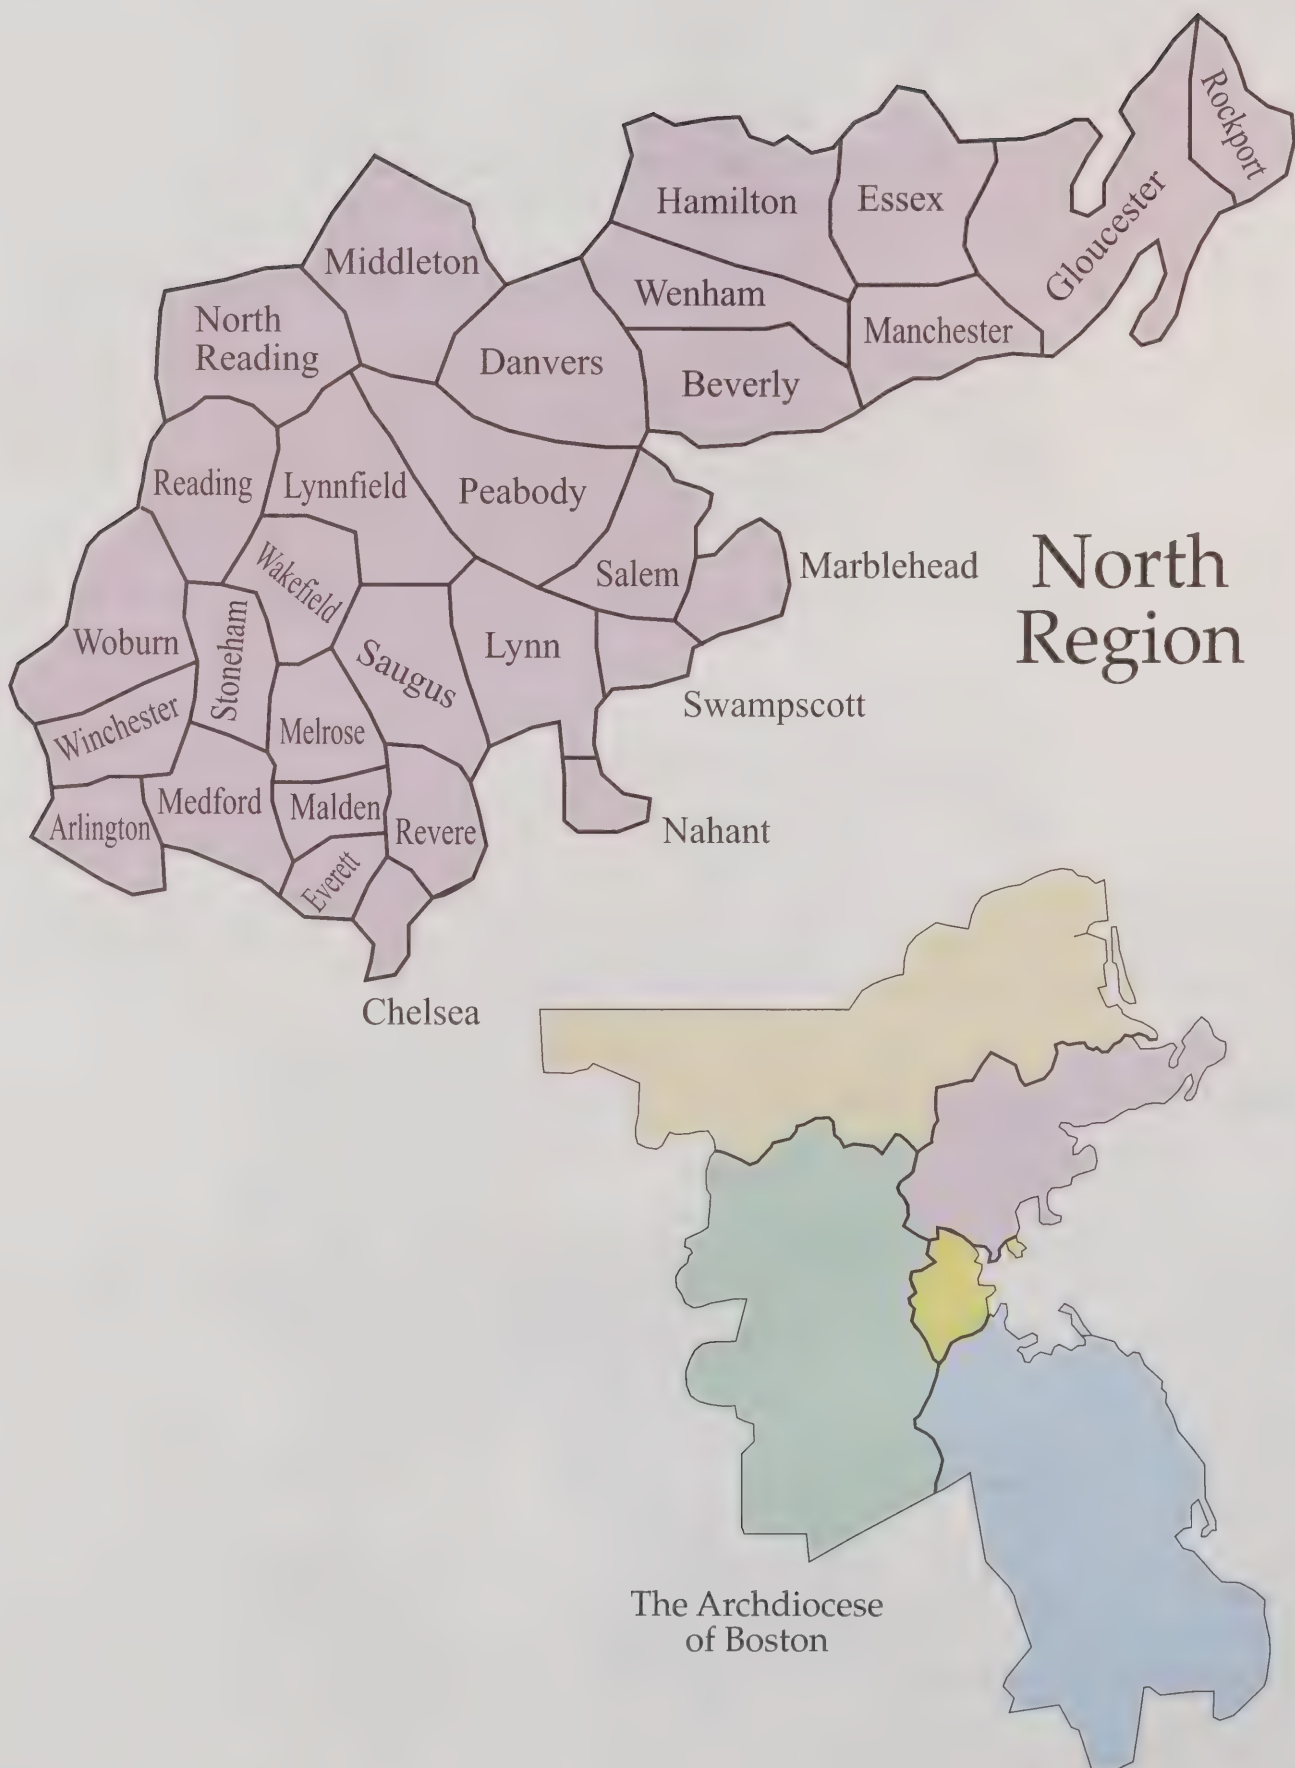 Rockport
Hamilton
Essex
Gloucester
Middleton
Wenham
North
Reading
Manchester
Danvers
Beverly
Reading
Lynnfield
Peabody
North
Region
Marblehead
Wakefield
Salem
Woburn
Stoneham
Saugus
Lynn
Swampscott
Winchester
Melrose
Medford
Malden
Arlington
Revere
Nahant
Everett
Chelsea
The Archdiocese
of Boston